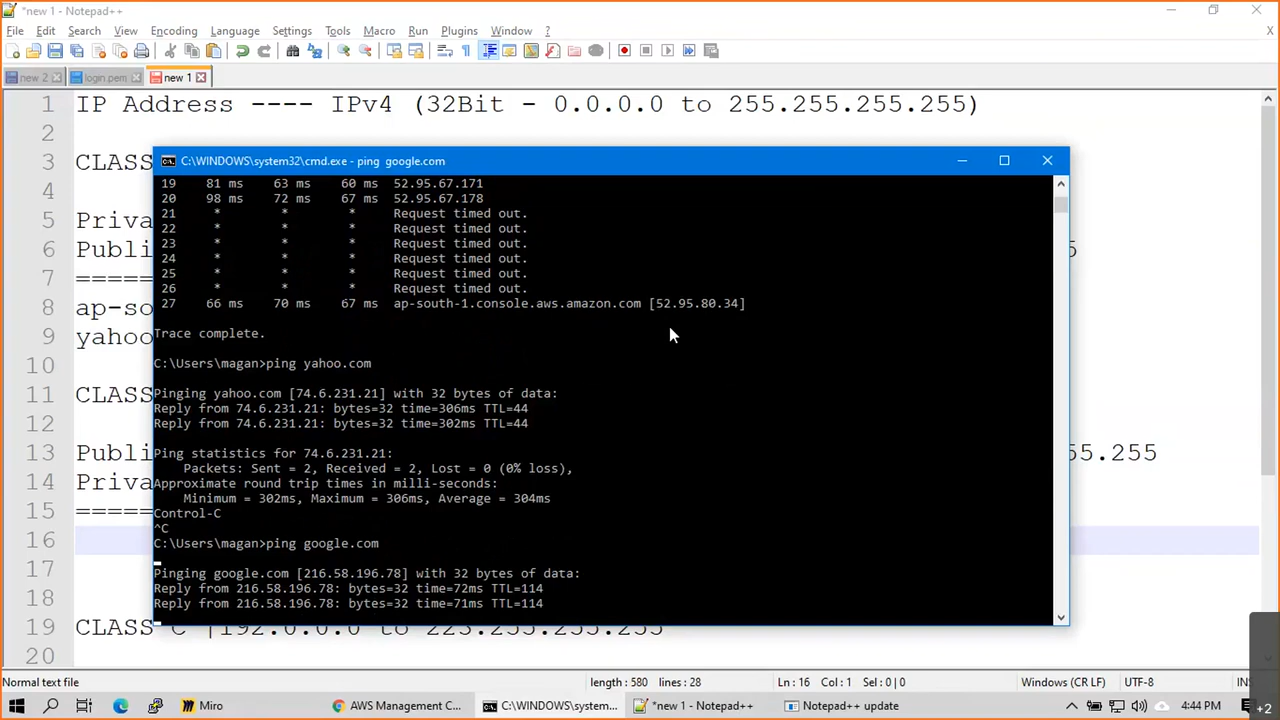 *new 1 - Notepad++
File Edit Search View Encoding Language Settings Tools Macro Run Plugins Window ? X
new 2 login.pem new 1
1 IP Address ---- IPv4 (32Bit - 0.0.0.0 to 255.255.255.255)
2
3 CLASS
4
5 Priva
6 Publi 5
7 =====
8 ap-so
9 yahoo
10
11 CLASS
12
13 Publi 55.255
14 Priva
15 =====
16
17
18
19 CLASS C |192.0.0.0 to 223.255.255.255
20
C:\WINDOWS\system32\cmd.exe - ping google.com
19 81 ms 63 ms 60 ms 52.95.67.171
20 98 ms 72 ms 67 ms 52.95.67.178
21 * * * Request timed out.
22 * * * Request timed out.
23 * * * Request timed out.
24 * * * Request timed out.
25 * * * Request timed out.
26 * * * Request timed out.
27 66 ms 70 ms 67 ms ap-south-1.console.aws.amazon.com [52.95.80.34]
Trace complete.
C:\Users\magan>ping yahoo.com
Pinging yahoo.com [74.6.231.21] with 32 bytes of data:
Reply from 74.6.231.21: bytes=32 time=306ms TTL=44
Reply from 74.6.231.21: bytes=32 time=302ms TTL=44
Ping statistics for 74.6.231.21:
Packets: Sent = 2, Received = 2, Lost = 0 (0% loss),
Approximate round trip times in milli-seconds:
Minimum = 302ms, Maximum = 306ms, Average = 304ms
Control-C
^C
C:\Users\magan>ping google.com
Pinging google.com [216.58.196.78] with 32 bytes of data:
Reply from 216.58.196.78: bytes=32 time=72ms TTL=114
Reply from 216.58.196.78: bytes=32 time=71ms TTL=114
Normal text file length : 580 lines : 28 Ln : 16 Col : 1 Sel : 0 | 0 Windows (CR LF) UTF-8 INS
Miro AWS Management C... C:\WINDOWS\system... *new 1 - Notepad++ Notepad++ update 4:44 PM +2